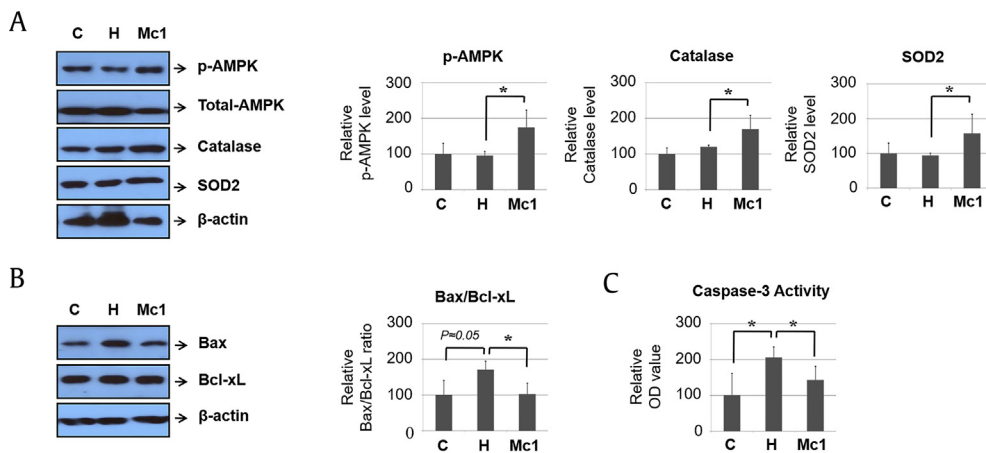 A
C H Mc1
p-AMPK
Total-AMPK
Catalase
SOD2
β-actin
p-AMPK
Relative
p-AMPK level
300
200
100
0
*
C H Mc1
Catalase
Relative
Catalase level
300
200
100
0
*
C H Mc1
SOD2
Relative
SOD2 level
300
200
100
0
*
C H Mc1
B
C H Mc1
Bax
Bcl-xL
β-actin
Bax/Bcl-xL
Relative
Bax/Bcl-xL ratio
300
200
100
0
P≈0.05 *
C H Mc1
C
Caspase-3 Activity
Relative
OD value
300
200
100
0
* *
C H Mc1